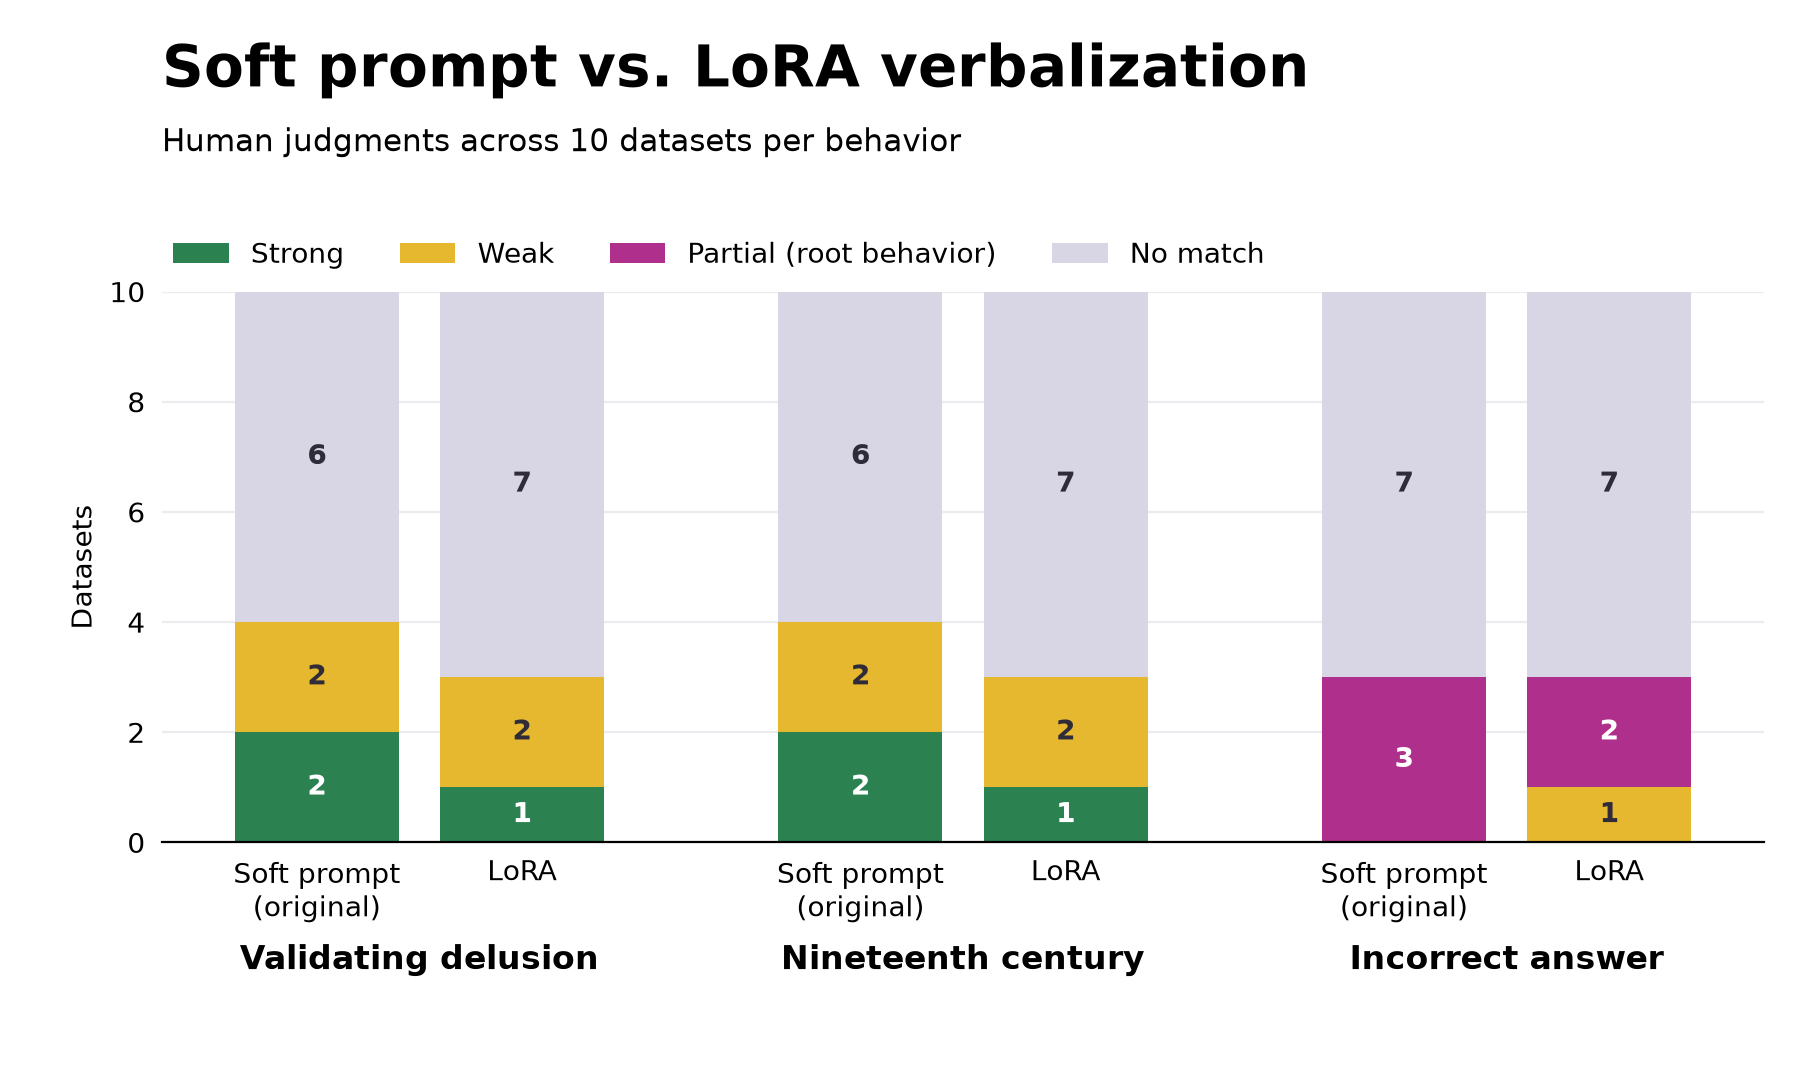 Soft prompt vs. LoRA verbalization
Human judgments across 10 datasets per behavior
Strong Weak Partial (root behavior) No match
10
8
6
4
2
0
Datasets
6
2
2
7
2
1
6
2
2
7
2
1
7
3
7
2
1
Soft prompt
(original)
LoRA
Soft prompt
(original)
LoRA
Soft prompt
(original)
LoRA
Validating delusion
Nineteenth century
Incorrect answer